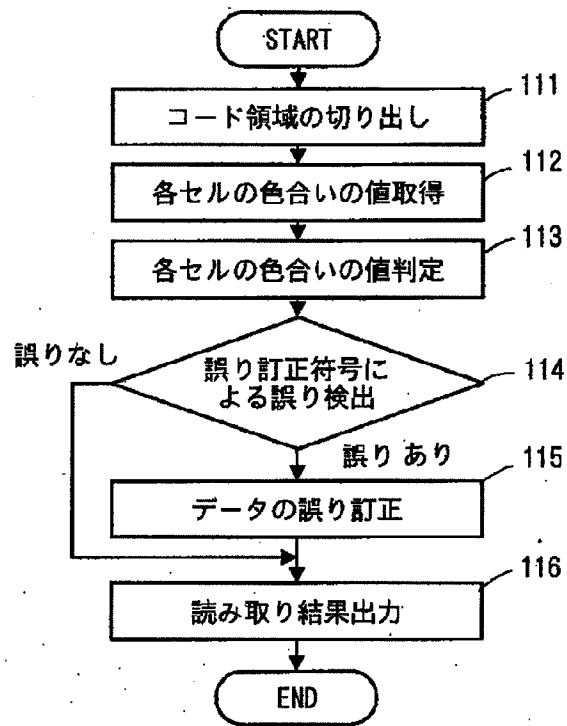 START
111
コード領域の切り出し
112
各セルの色合いの値取得
113
各セルの色合いの値判定
誤りなし
誤り訂正符号に
よる誤り検出
114
誤り あり
115
データの誤り訂正
116
読み取り結果出力
END